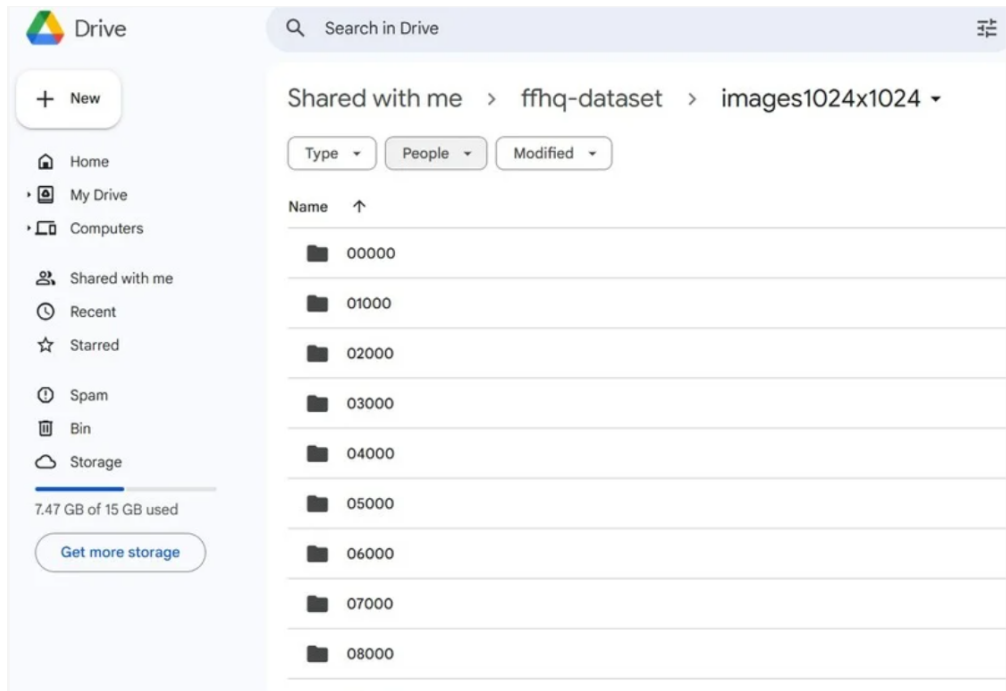 Drive
Search in Drive
New
Home
My Drive
Computers
Shared with me
Recent
Starred
Spam
Bin
Storage
7.47 GB of 15 GB used
Get more storage
Shared with me > ffhq-dataset > images1024x1024
Type People Modified
Name
00000
01000
02000
03000
04000
05000
06000
07000
08000